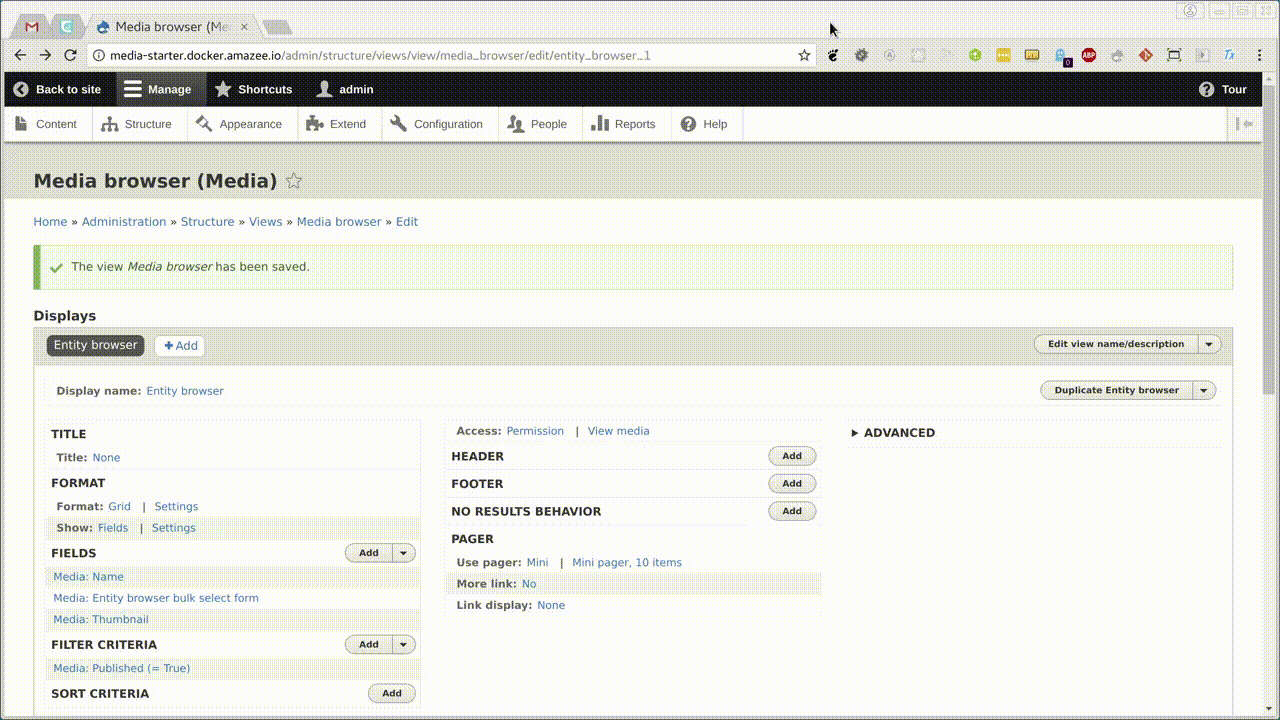 Media browser (Me
media-starter.docker.amazee.io/admin/structure/views/view/media_browser/edit/entity_browser_1
0
ABP
Tx
Back to site
Manage
Shortcuts
admin
Tour
Content
Structure
Appearance
Extend
Configuration
People
Reports
Help
Media browser (Media)
Home » Administration » Structure » Views » Media browser » Edit
The view Media browser has been saved.
Displays
Entity browser
Add
Edit view name/description
Display name: Entity browser
Duplicate Entity browser
TITLE
Title: None
FORMAT
Format: Grid | Settings
Show: Fields | Settings
FIELDS
Add
Media: Name
Media: Entity browser bulk select form
Media: Thumbnail
FILTER CRITERIA
Add
Media: Published (= True)
SORT CRITERIA
Add
Access: Permission | View media
HEADER
Add
FOOTER
Add
NO RESULTS BEHAVIOR
Add
PAGER
Use pager: Mini | Mini pager, 10 items
More link: No
Link display: None
ADVANCED